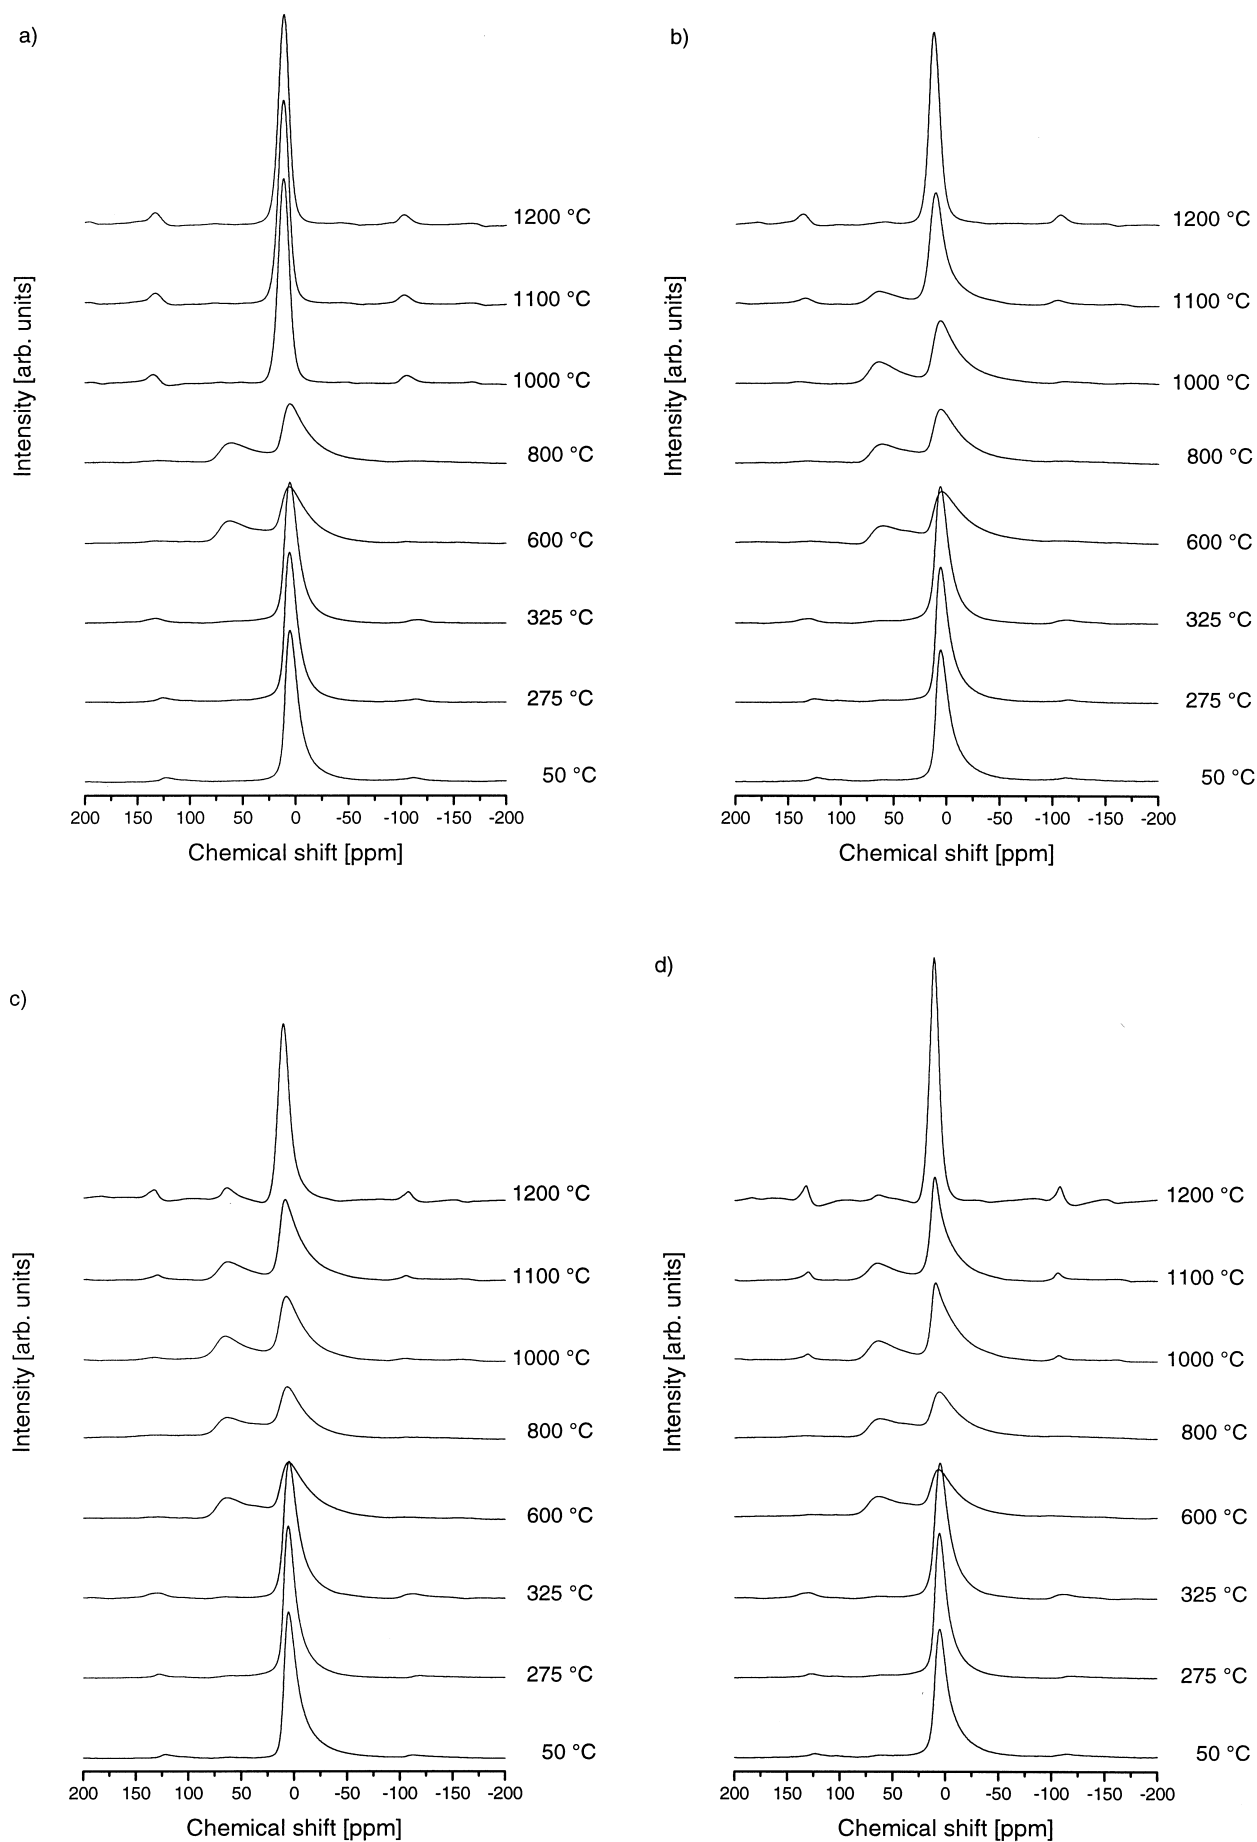 a)
1200 °C
1100 °C
1000 °C
800 °C
600 °C
325 °C
275 °C
50 °C
Intensity [arb. units]
200 150 100 50 0 -50 -100 -150 -200
Chemical shift [ppm]
b)
1200 °C
1100 °C
1000 °C
800 °C
600 °C
325 °C
275 °C
50 °C
Intensity [arb. units]
200 150 100 50 0 -50 -100 -150 -200
Chemical shift [ppm]
c)
1200 °C
1100 °C
1000 °C
800 °C
600 °C
325 °C
275 °C
50 °C
Intensity [arb. units]
200 150 100 50 0 -50 -100 -150 -200
Chemical shift [ppm]
d)
1200 °C
1100 °C
1000 °C
800 °C
600 °C
325 °C
275 °C
50 °C
Intensity [arb. units]
200 150 100 50 0 -50 -100 -150 -200
Chemical shift [ppm]